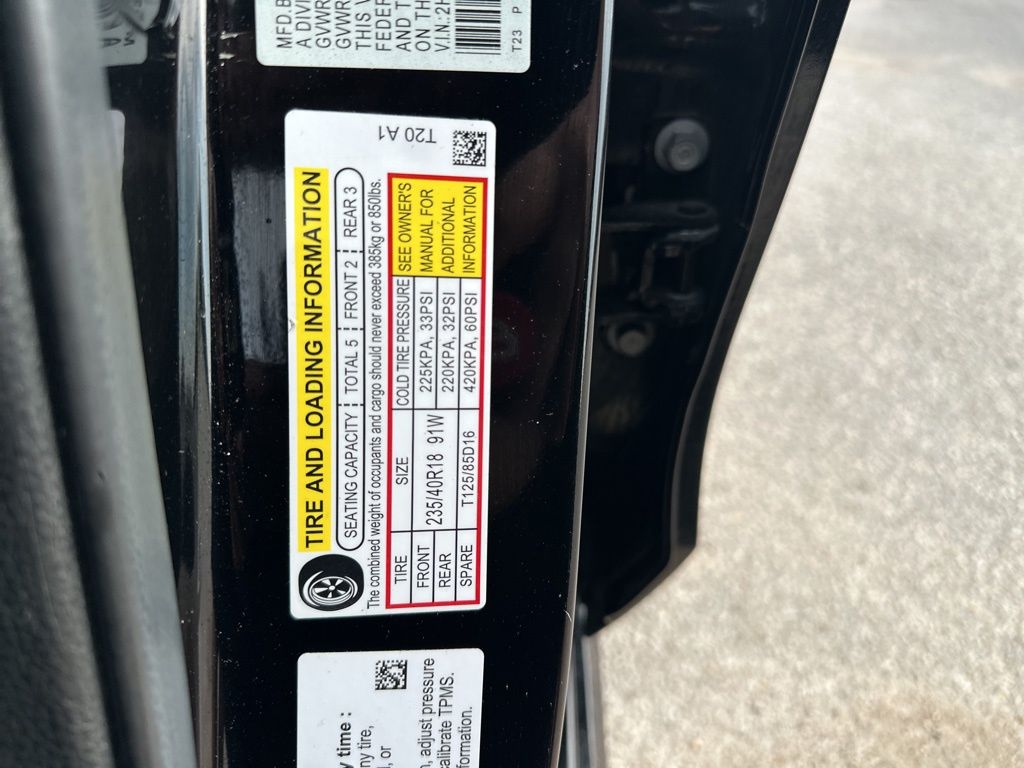 MFD.B
A DIVI
GVWR
GVWR
THIS V
FEDER
AND T
ON TH
V.I.N.:2H
T23 P
T20 A1
TIRE AND LOADING INFORMATION
SEATING CAPACITY TOTAL 5 FRONT 2 REAR 3
The combined weight of occupants and cargo should never exceed 385kg or 850lbs.
TIRE SIZE COLD TIRE PRESSURE SEE OWNER'S
FRONT 235/40R18 91W 225KPA, 33PSI MANUAL FOR
REAR 220KPA, 32PSI ADDITIONAL
SPARE T125/85D16 420KPA, 60PSI INFORMATION
y time :
ny tire,
, or
n, adjust pressure
alibrate TPMS.
formation.